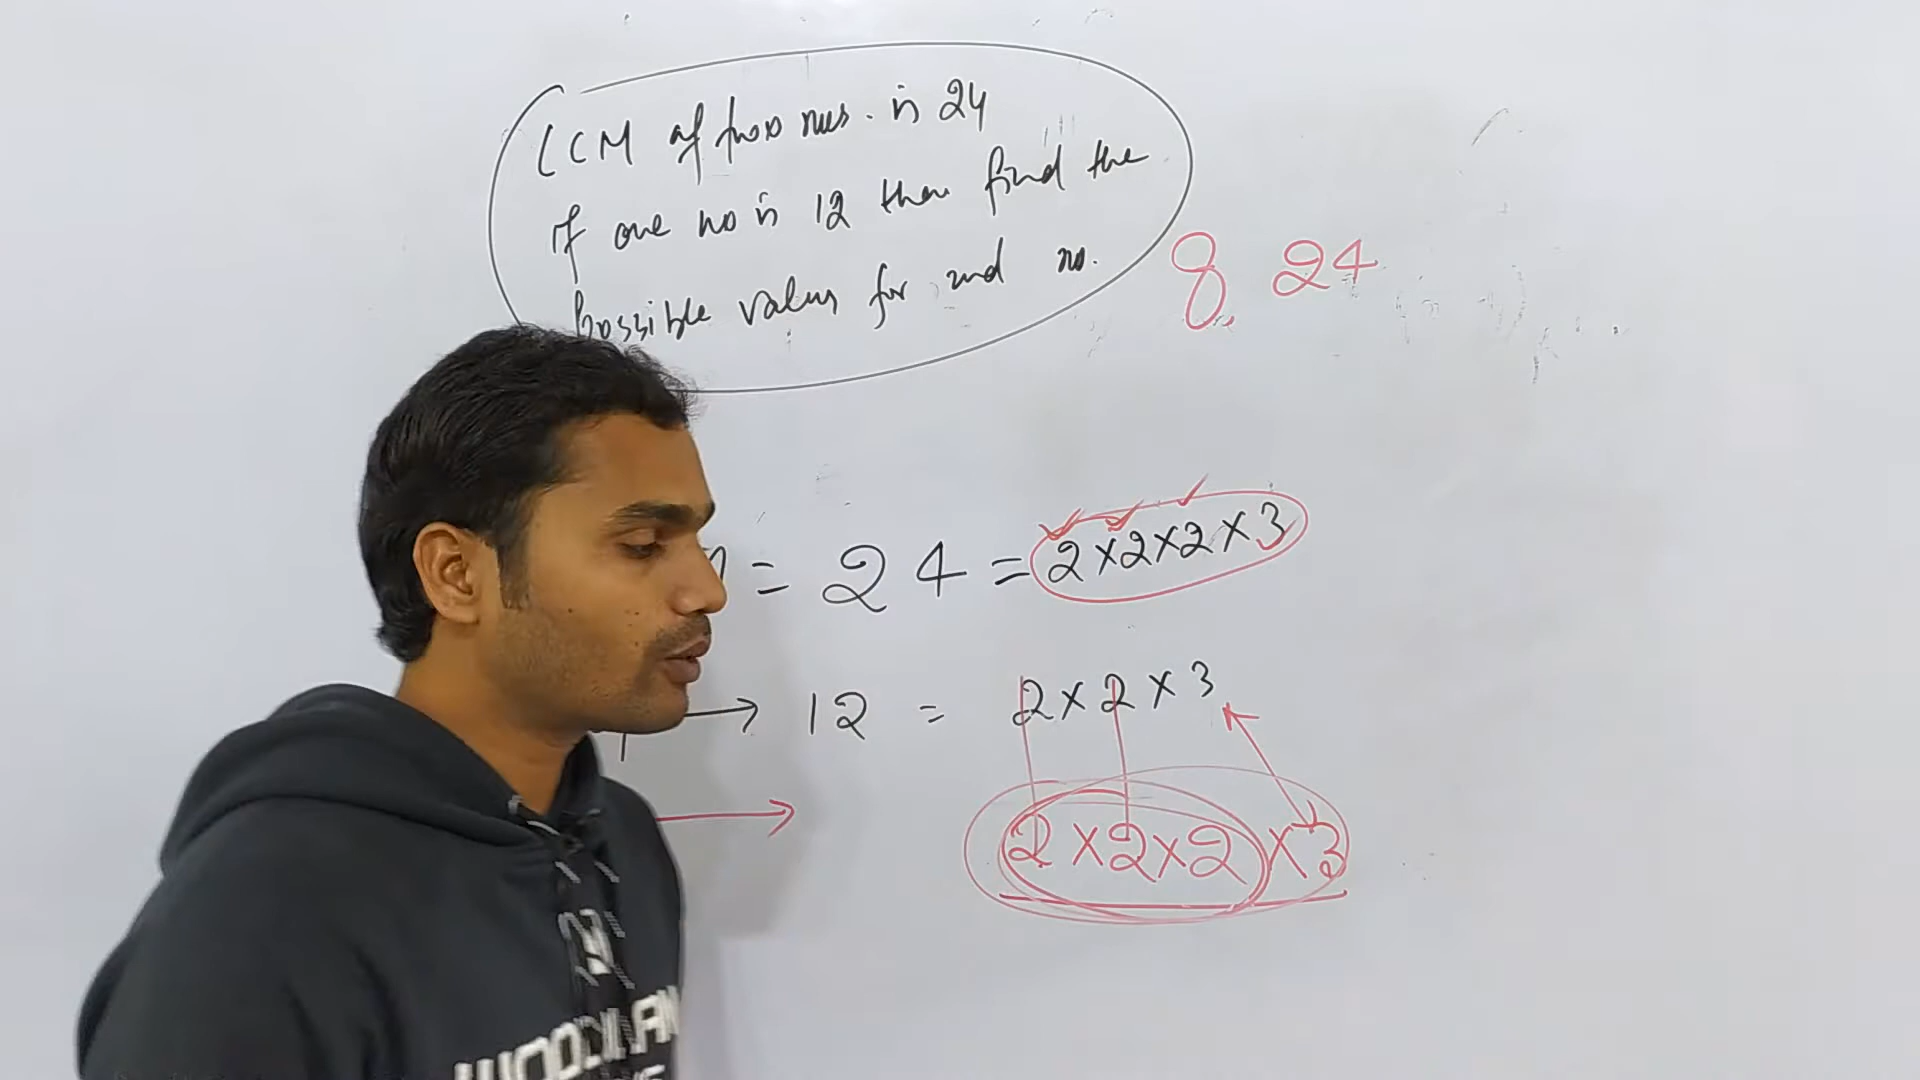 LCM of two nus. is 24
if one no is 12 then find the
possible values for 2nd no.
8, 24
= 24 = 2×2×2×3
→ 12 = 2×2×3
→ 2×2×2×3